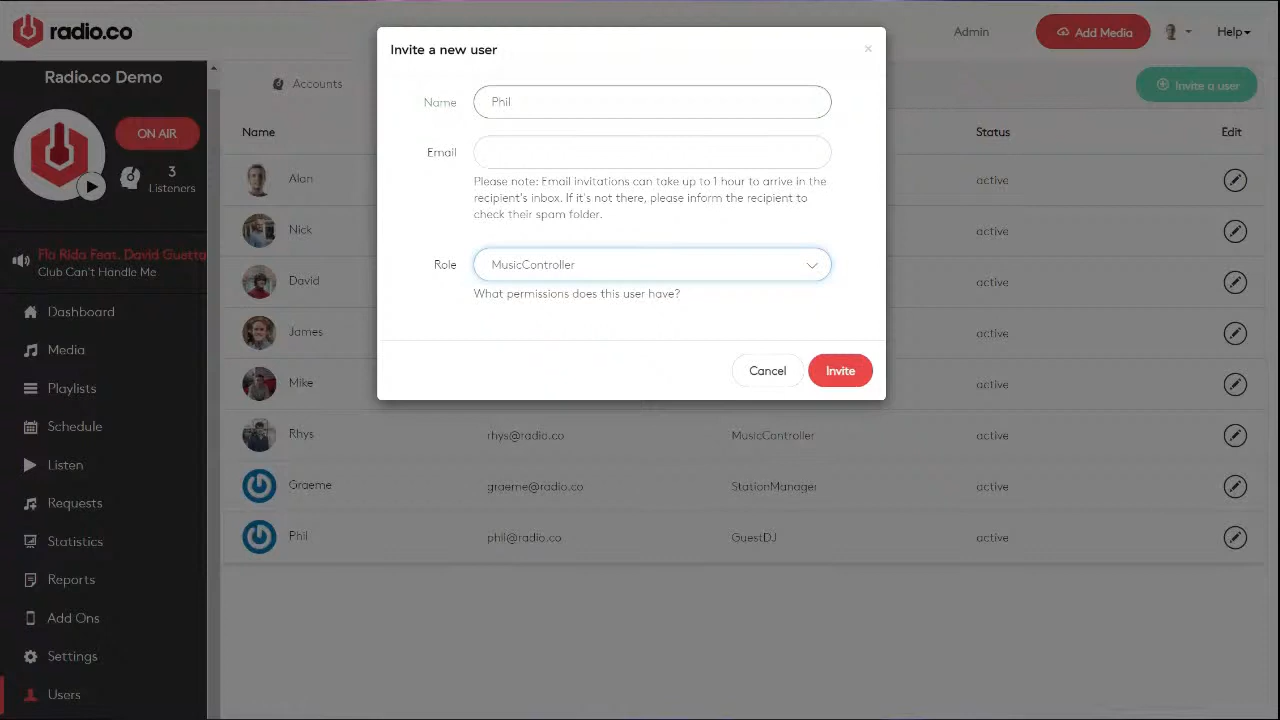 radio.co
Invite a new user
×
Admin
Add Media
Help
Radio.co Demo
Accounts
Invite a user
Name
Phil
ON AIR
3
Listeners
Name
Status
Edit
Email
Please note: Email invitations can take up to 1 hour to arrive in the
recipient's inbox. If it's not there, please inform the recipient to
check their spam folder.
Alan
active
Nick
active
Flo Rida Feat. David Guetta
Club Can't Handle Me
Role
MusicController
What permissions does this user have?
David
active
James
active
Cancel
Invite
Mike
active
Rhys
rhys@radio.co
MusicController
active
Graeme
graeme@radio.co
StationManager
active
Phil
phil@radio.co
GuestDJ
active
Dashboard
Media
Playlists
Schedule
Listen
Requests
Statistics
Reports
Add Ons
Settings
Users